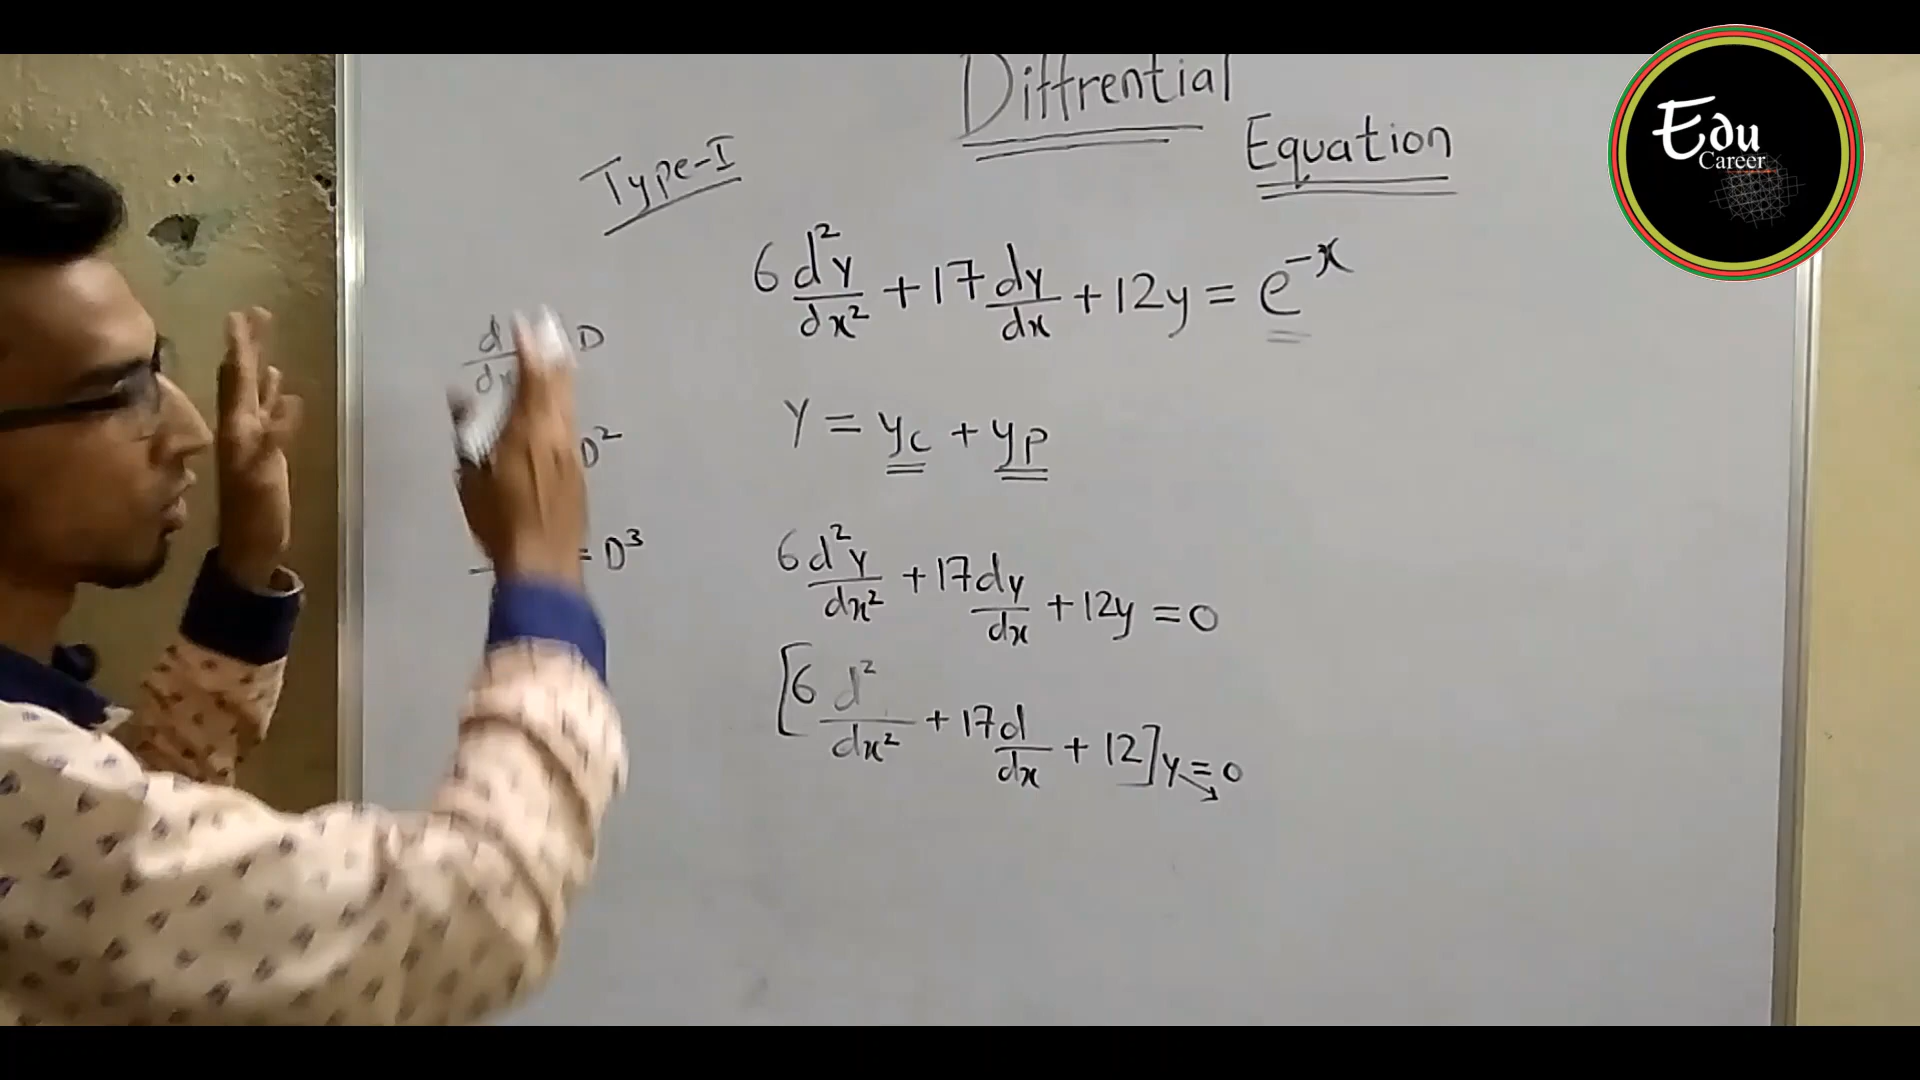 Diffrential
Equation
Edu
Career
Type-I
6 d²y/dx² + 17 dy/dx + 12y = e^-x
d/dx D
y = yc + yp
D²
6 d²y/dx² + 17 dy/dx + 12y = 0
= D³
[6 d²/dx² + 17 d/dx + 12] y = 0